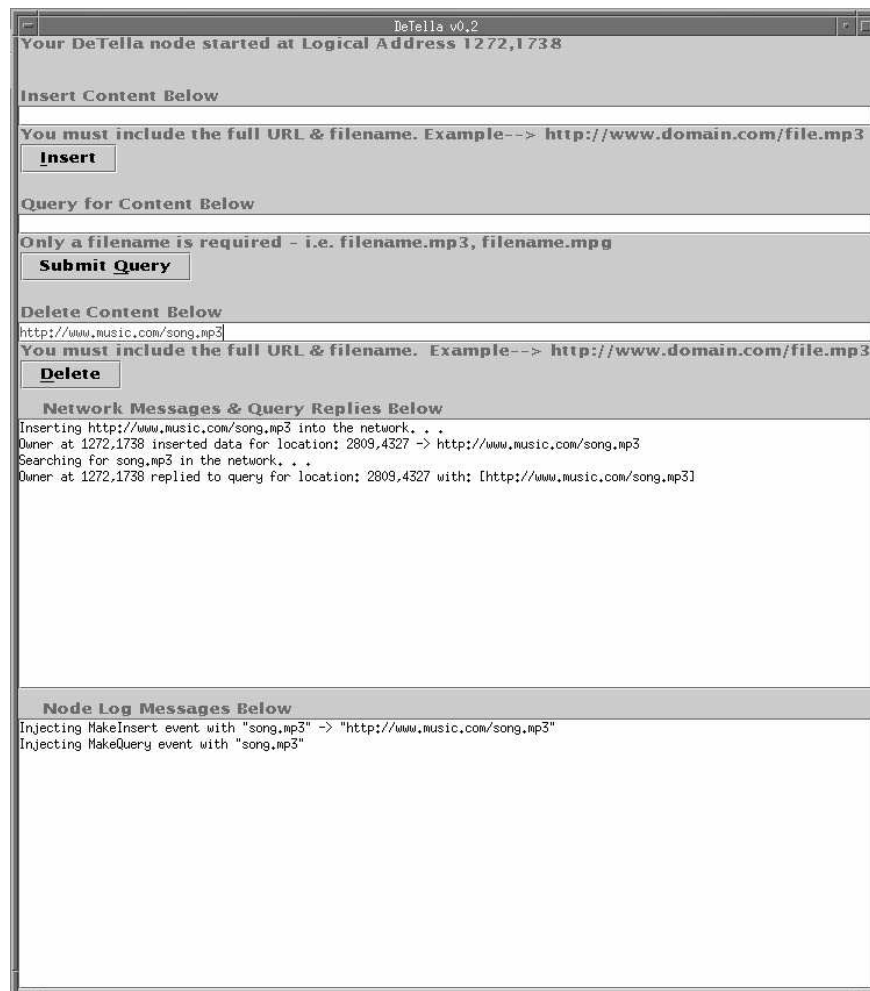 DeTella v0.2
Your DeTella node started at Logical Address 1272,1738
Insert Content Below
You must include the full URL & filename. Example--> http://www.domain.com/file.mp3
Insert
Query for Content Below
Only a filename is required - i.e. filename.mp3, filename.mpg
Submit Query
Delete Content Below
http://www.music.com/song.mp3
You must include the full URL & filename. Example--> http://www.domain.com/file.mp3
Delete
Network Messages & Query Replies Below
Inserting http://www.music.com/song.mp3 into the network. . .
Owner at 1272,1738 inserted data for location: 2809,4327 -> http://www.music.com/song.mp3
Searching for song.mp3 in the network. . .
Owner at 1272,1738 replied to query for location: 2809,4327 with: [http://www.music.com/song.mp3]
Node Log Messages Below
Injecting MakeInsert event with "song.mp3" -> "http://www.music.com/song.mp3"
Injecting MakeQuery event with "song.mp3"